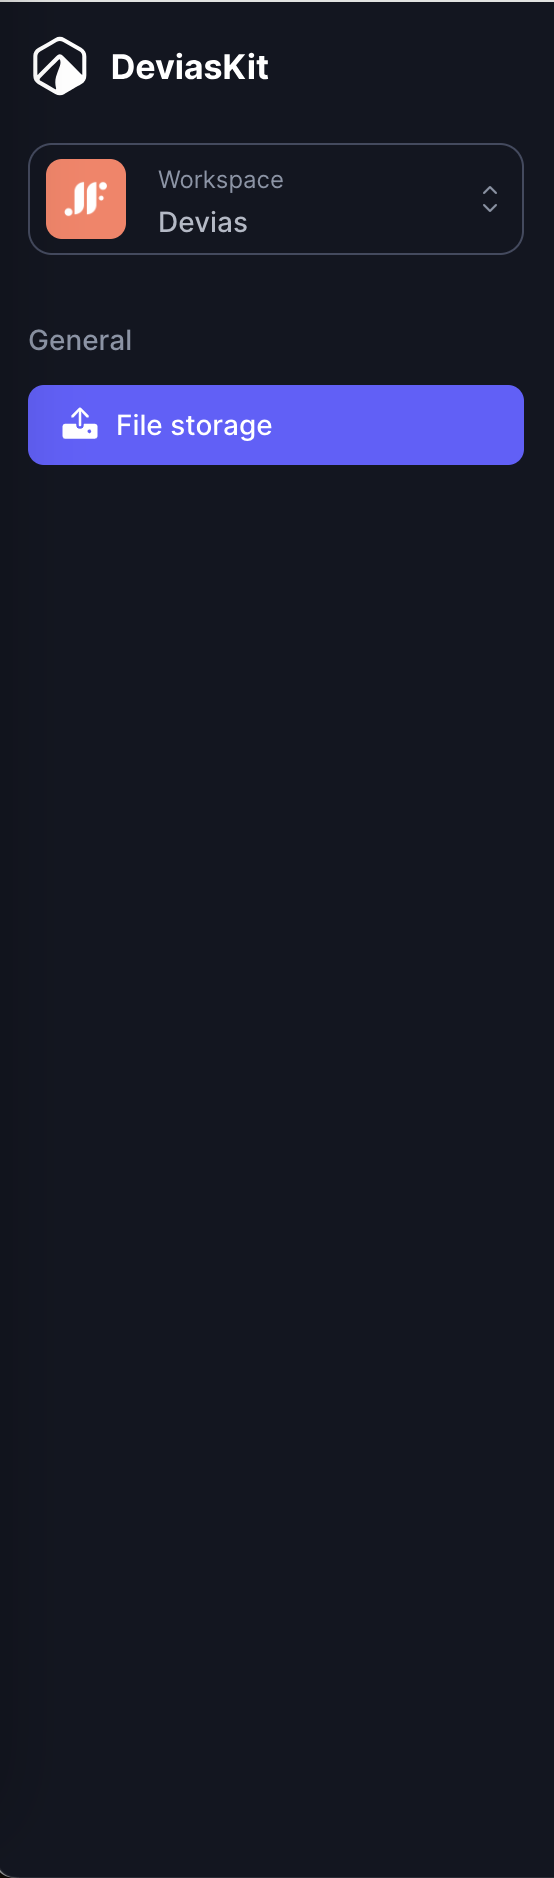 DeviasKit
Workspace
Devias
General
File storage